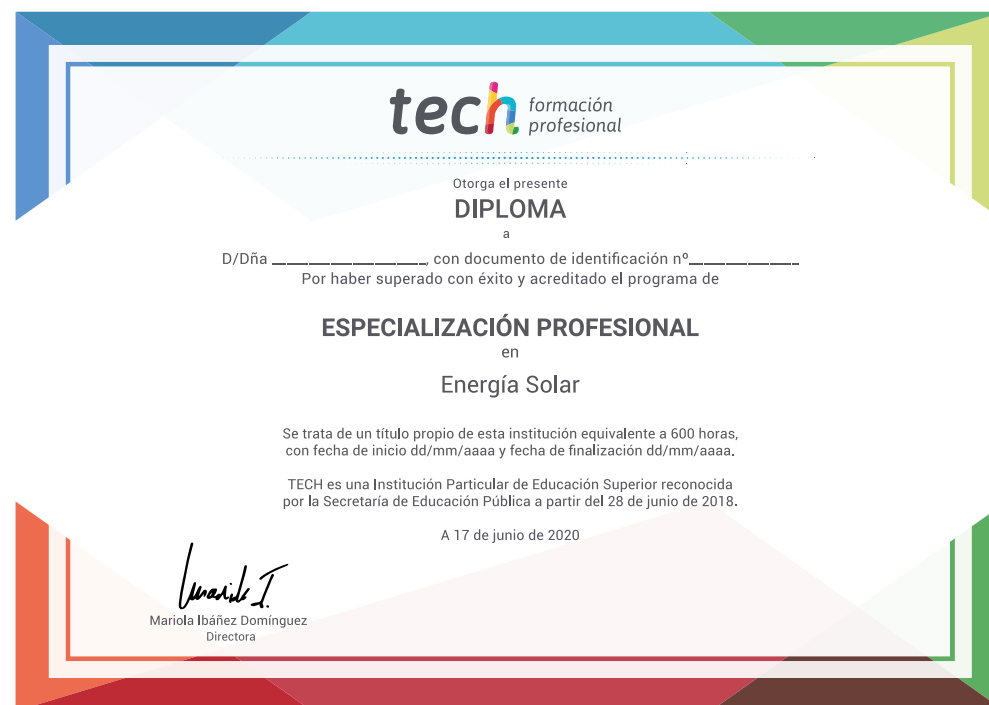 tech formación
profesional
Otorga el presente
DIPLOMA
a
D/Dña ____________________, con documento de identificación nº______________
Por haber superado con éxito y acreditado el programa de
ESPECIALIZACIÓN PROFESIONAL
en
Energía Solar
Se trata de un título propio de esta institución equivalente a 600 horas,
con fecha de inicio dd/mm/aaaa y fecha de finalización dd/mm/aaaa.
TECH es una Institución Particular de Educación Superior reconocida
por la Secretaría de Educación Pública a partir del 28 de junio de 2018.
A 17 de junio de 2020
Mariola Ibáñez Domínguez
Directora